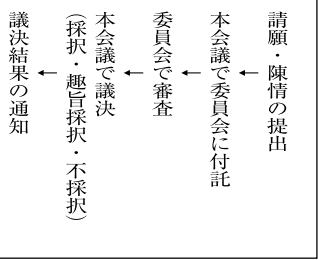 請願・陳情の提出
↓
本会議で委員会に付託
↓
委員会で審査
↓
本会議で議決
（採択・趣旨採択・不採択）
↓
議決結果の通知